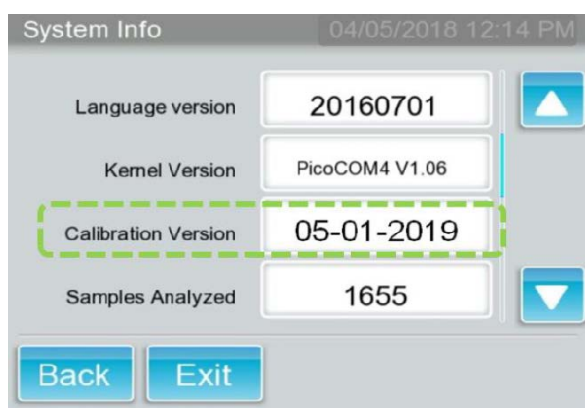 System Info 04/05/2018 12:14 PM
Language version 20160701
Kernel Version PicoCOM4 V1.06
Calibration Version 05-01-2019
Samples Analyzed 1655
Back Exit